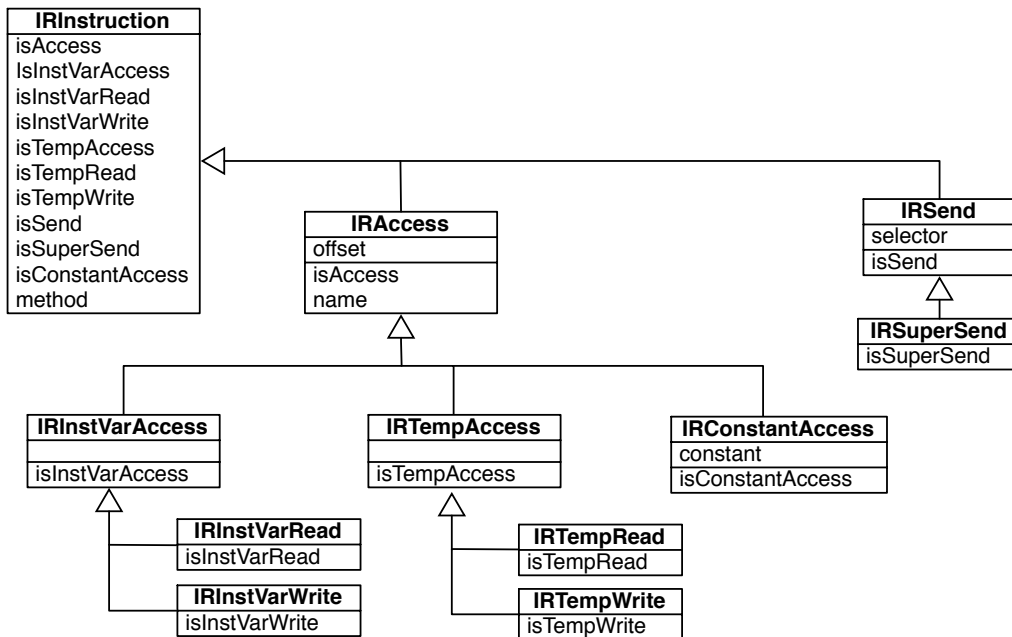 IRInstruction
isAccess
IsInstVarAccess
isInstVarRead
isInstVarWrite
isTempAccess
isTempRead
isTempWrite
isSend
isSuperSend
isConstantAccess
method
IRAccess
offset
isAccess
name
IRSend
selector
isSend
IRSuperSend
isSuperSend
IRInstVarAccess
isInstVarAccess
IRTempAccess
isTempAccess
IRConstantAccess
constant
isConstantAccess
IRInstVarRead
isInstVarRead
IRInstVarWrite
isInstVarWrite
IRTempRead
isTempRead
IRTempWrite
isTempWrite